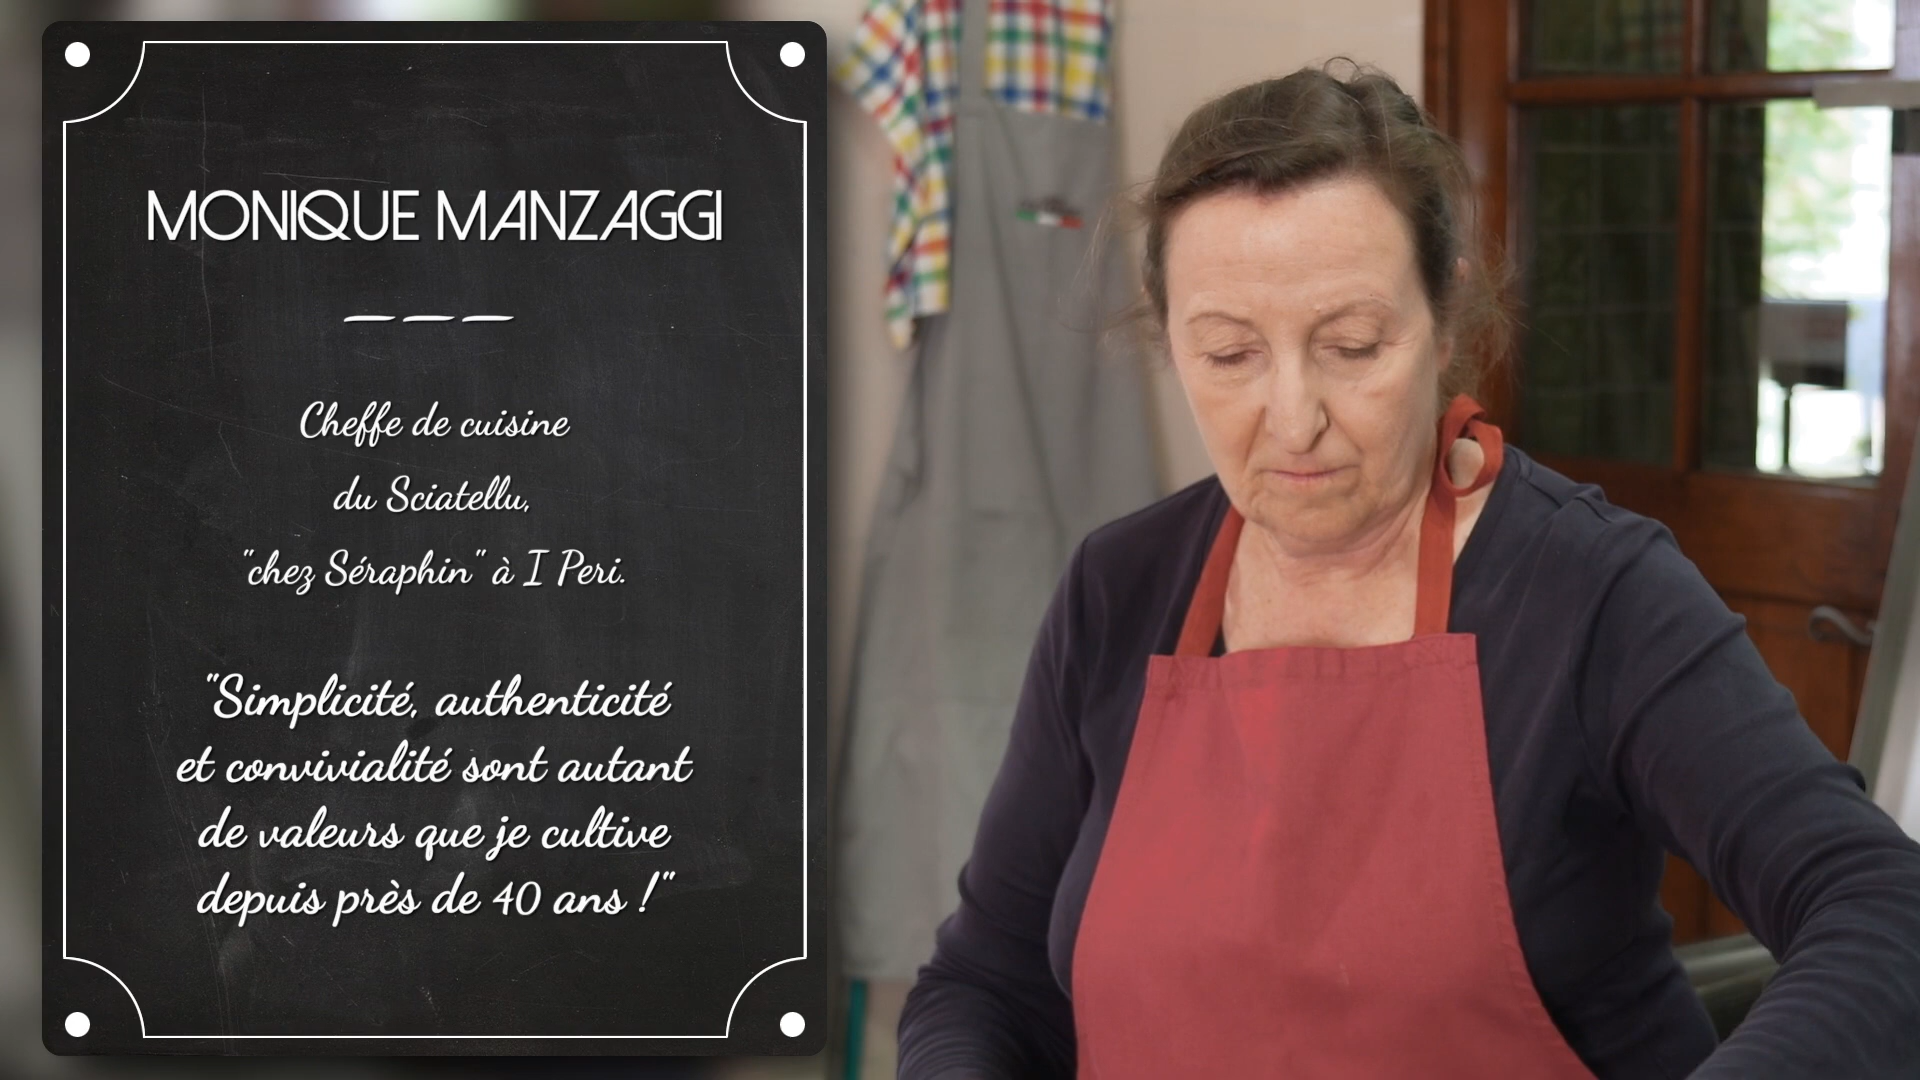 MONIQUE MANZAGGI
Cheffe de cuisine
du Sciatellu,
"chez Séraphin" à I Peri.
"Simplicité, authenticité
et convivialité sont autant
de valeurs que je cultive
depuis près de 40 ans !"